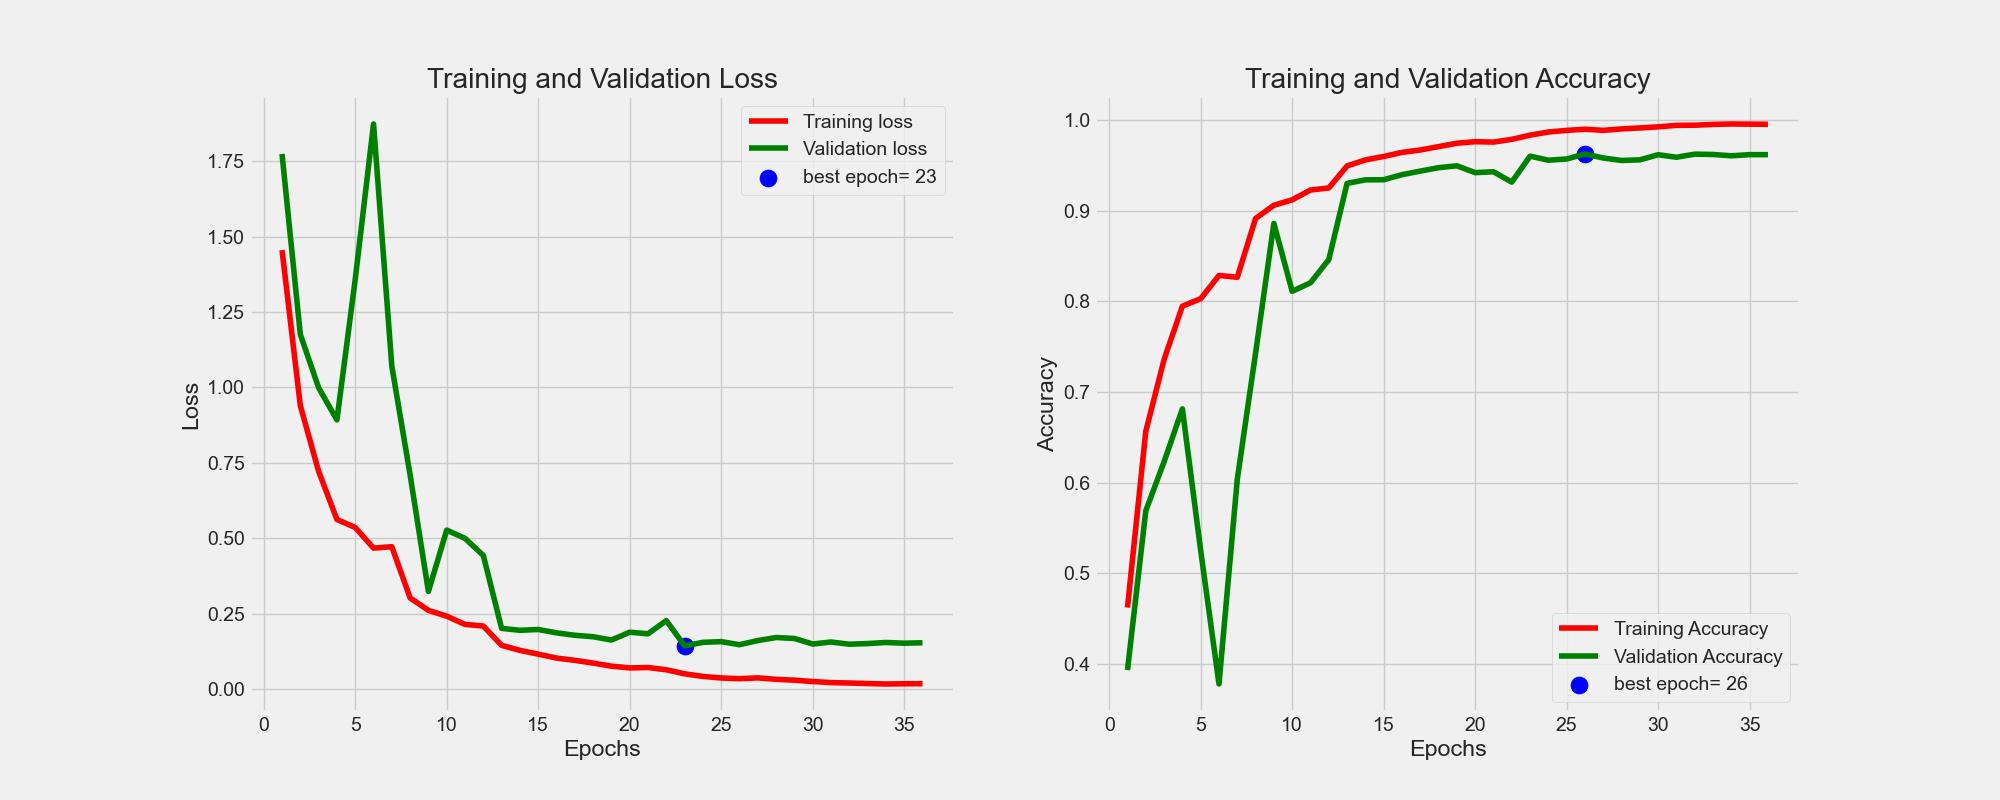 Training and Validation Loss
Training loss
Validation loss
best epoch= 23
1.75
1.50
1.25
1.00
0.75
0.50
0.25
0.00
Loss
0 5 10 15 20 25 30 35
Epochs
Training and Validation Accuracy
1.0
0.9
0.8
0.7
0.6
0.5
0.4
Accuracy
Training Accuracy
Validation Accuracy
best epoch= 26
0 5 10 15 20 25 30 35
Epochs